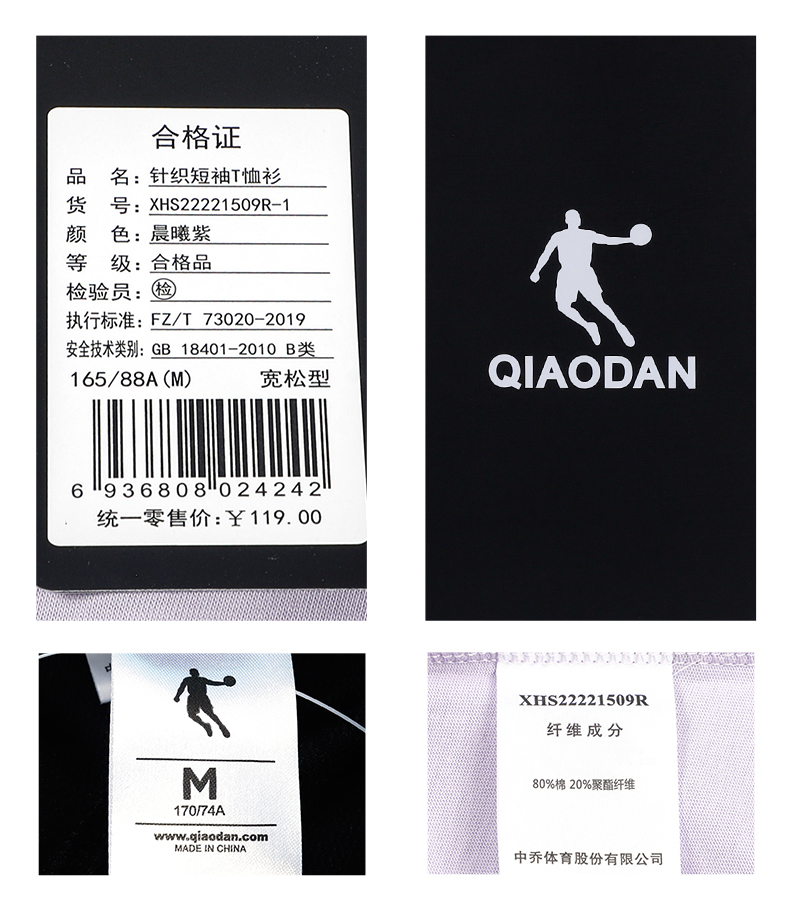 合格证
品 名: 针织短袖T恤衫
货 号: XHS22221509R-1
颜 色: 晨曦紫
等 级: 合格品
检验员: 检
执行标准: FZ/T 73020-2019
安全技术类别: GB 18401-2010 B类
165/88A(M) 宽松型
6 936808 024242
统一零售价:¥119.00
QIAODAN
M
170/74A
www.qiaodan.com
MADE IN CHINA
XHS22221509R
纤维成分
80%棉 20%聚酯纤维
中乔体育股份有限公司